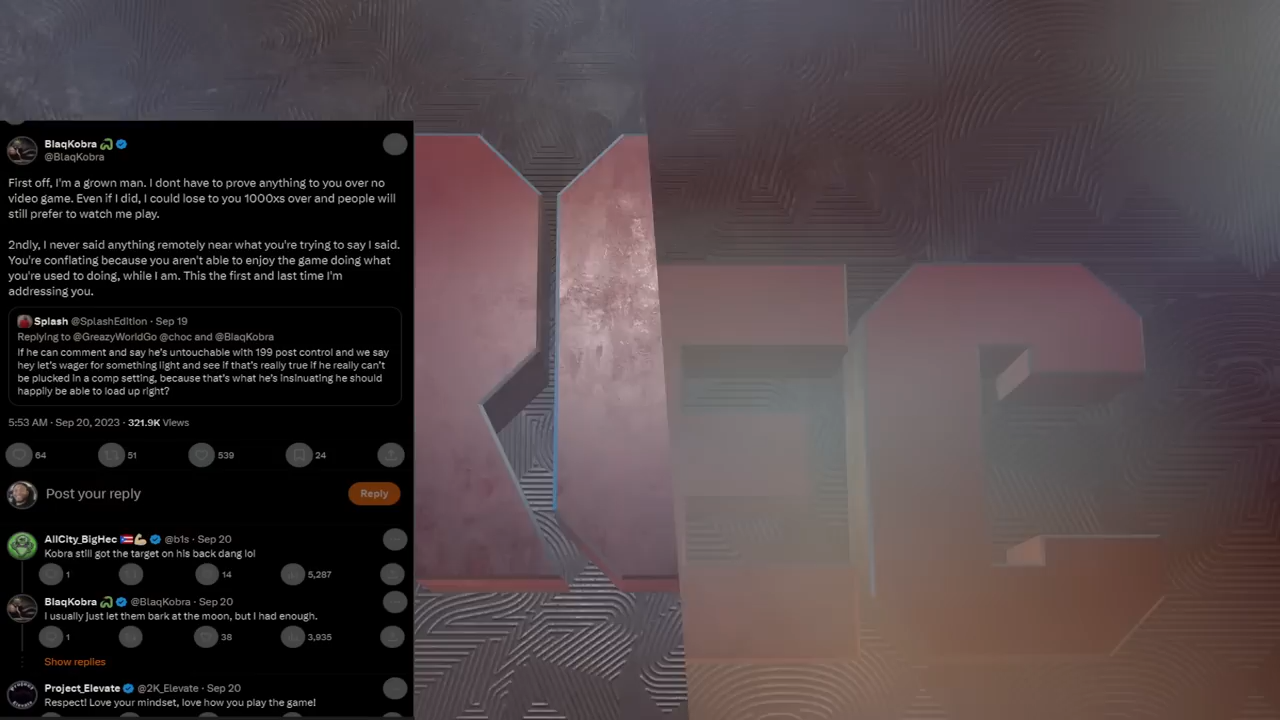 BlaqKobra
@BlaqKobra
First off, I'm a grown man. I dont have to prove anything to you over no
video game. Even if I did, I could lose to you 1000xs over and people will
still prefer to watch me play.
2ndly, I never said anything remotely near what you're trying to say I said.
You're conflating because you aren't able to enjoy the game doing what
you're used to doing, while I am. This the first and last time I'm
addressing you.
Splash @SplashEdition · Sep 19
Replying to @GreazyWorldGo @choc and @BlaqKobra
If he can comment and say he's untouchable with 199 post control and we say
hey let's wager for something light and see if that's really true if he really can't
be plucked in a comp setting, because that's what he's insinuating he should
happily be able to load up right?
5:53 AM · Sep 20, 2023 · 321.9K Views
64 51 539 24
Post your reply Reply
AllCity_BigHec 🇵🇷💪🏼 @b1s · Sep 20
Kobra still got the target on his back dang lol
1 14 5,287
BlaqKobra @BlaqKobra · Sep 20
I usually just let them bark at the moon, but I had enough.
1 38 3,935
Show replies
Project_Elevate @2K_Elevate · Sep 20
Respect! Love your mindset, love how you play the game!